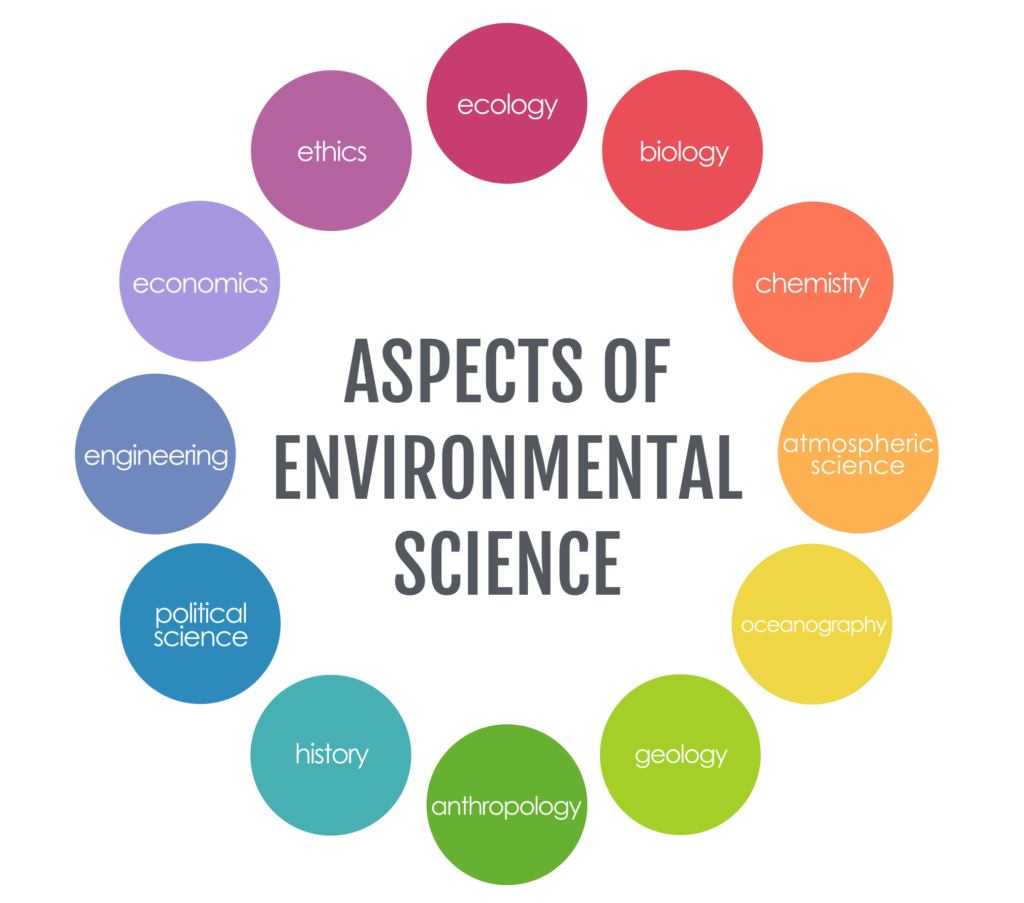 ASPECTS OF
ENVIRONMENTAL
SCIENCE
ecology
biology
chemistry
atmospheric
science
oceanography
geology
anthropology
history
political
science
engineering
economics
ethics